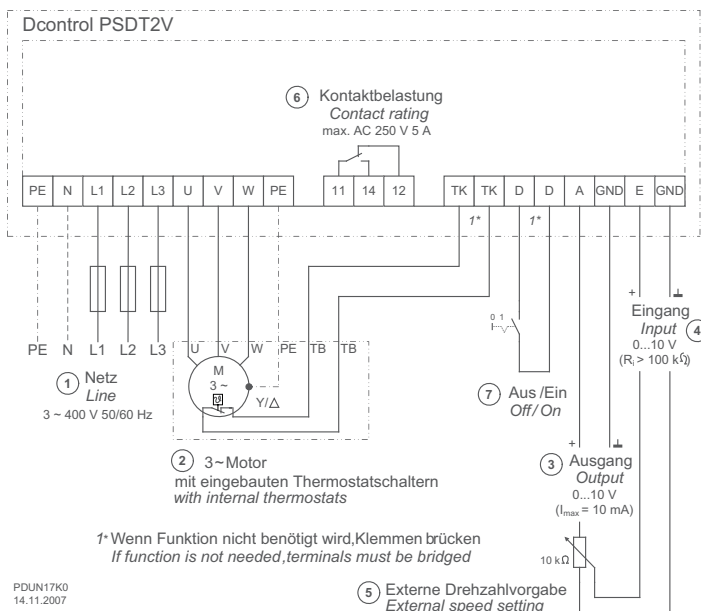 Dcontrol PSDT2V
6 Kontaktbelastung
Contact rating
max. AC 250 V 5 A
PE N L1 L2 L3 U V W PE 11 14 12 TK TK D D A GND E GND
1* 1*
0 1
+ ⊥
Eingang
Input 4
0...10 V
(Ri > 100 kΩ)
PE N L1 L2 L3 U V W PE TB TB
1 Netz
Line
3 ~ 400 V 50/60 Hz
M
3 ~
Y/Δ
7 Aus /Ein
Off / On
2 3~Motor
mit eingebauten Thermostatschaltern
with internal thermostats
+ ⊥
3 Ausgang
Output
0...10 V
(Imax = 10 mA)
1* Wenn Funktion nicht benötigt wird,Klemmen brücken
If function is not needed,terminals must be bridged
10 kΩ
PDUN17K0
14.11.2007
5 Externe Drehzahlvorgabe
External speed setting